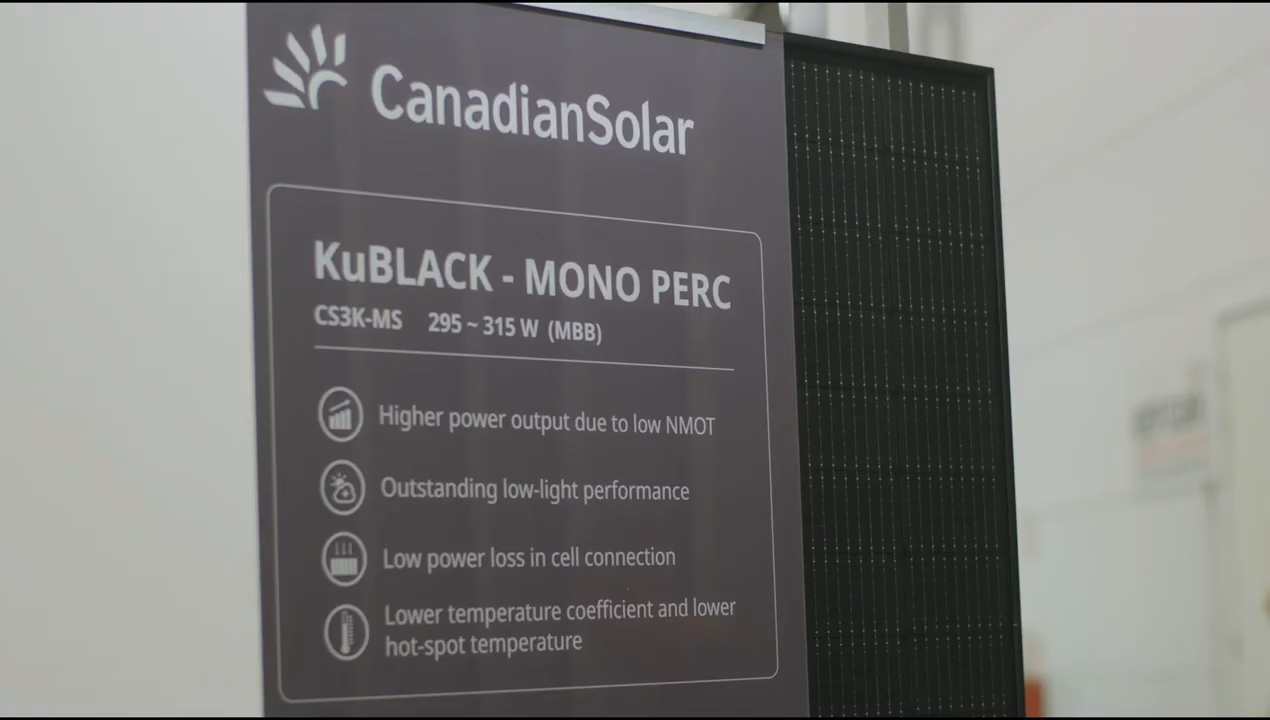 CanadianSolar
KuBLACK - MONO PERC
CS3K-MS 295 ~ 315 W (MBB)
Higher power output due to low NMOT
Outstanding low-light performance
Low power loss in cell connection
Lower temperature coefficient and lower
hot-spot temperature